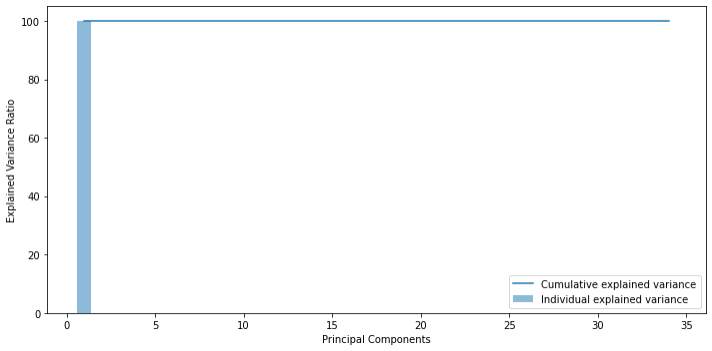 100
80
60
40
20
0
Explained Variance Ratio
Cumulative explained variance
Individual explained variance
0 5 10 15 20 25 30 35
Principal Components